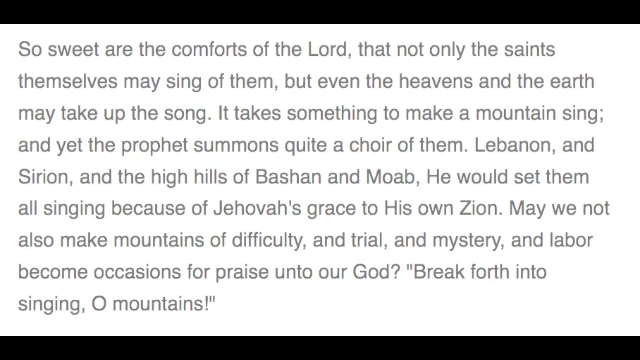 So sweet are the comforts of the Lord, that not only the saints
themselves may sing of them, but even the heavens and the earth
may take up the song. It takes something to make a mountain sing;
and yet the prophet summons quite a choir of them. Lebanon, and
Sirion, and the high hills of Bashan and Moab, He would set them
all singing because of Jehovah's grace to His own Zion. May we not
also make mountains of difficulty, and trial, and mystery, and labor
become occasions for praise unto our God? "Break forth into
singing, O mountains!"